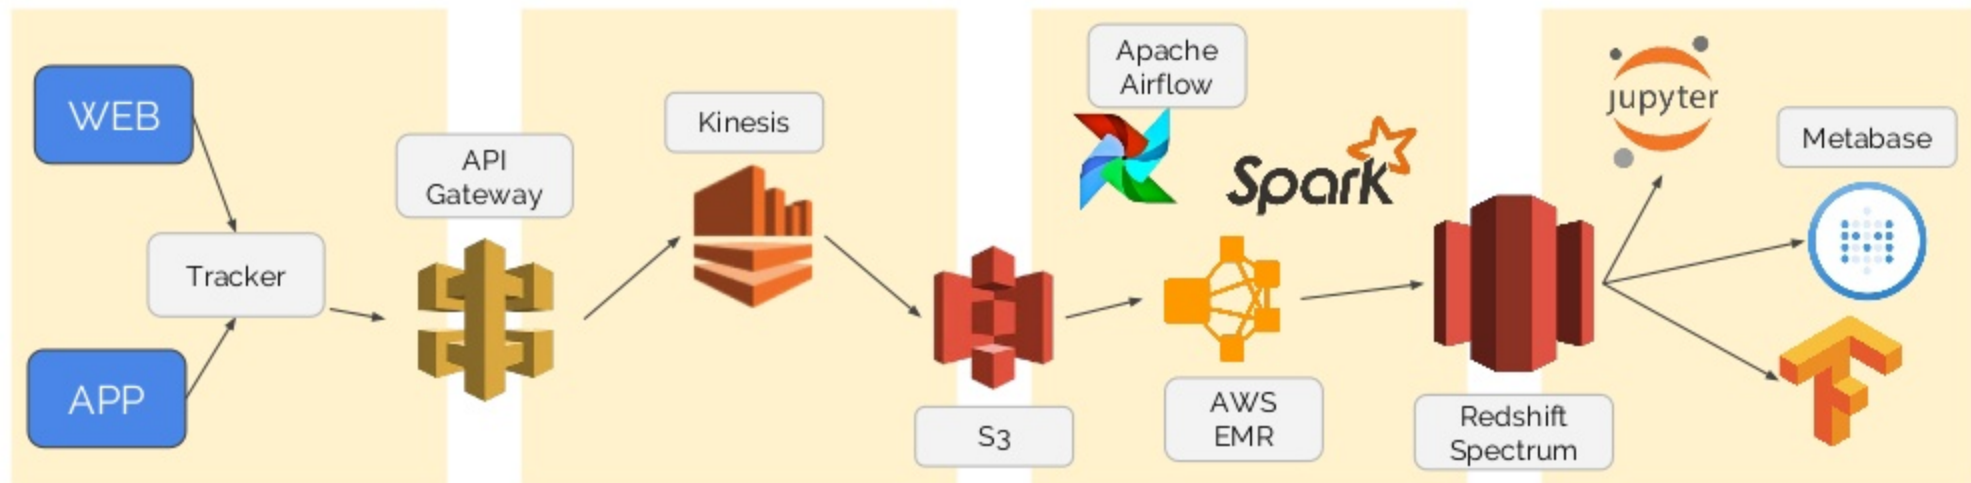 WEB
APP
Tracker
API
Gateway
Kinesis
S3
Apache
Airflow
Spark
AWS
EMR
Redshift
Spectrum
jupyter
Metabase